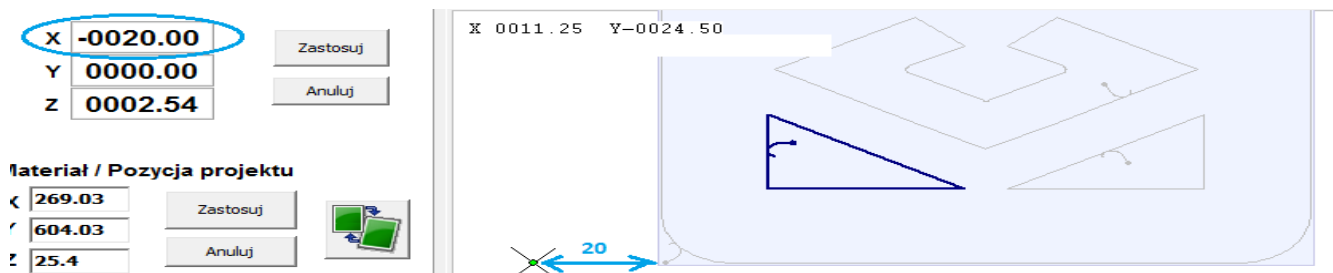 X -0020.00
Zastosuj
Y 0000.00
Z 0002.54
Anuluj
X 0011.25 Y-0024.50
Materiał / Pozycja projektu
X 269.03
Zastosuj
Y 604.03
Anuluj
Z 25.4
20